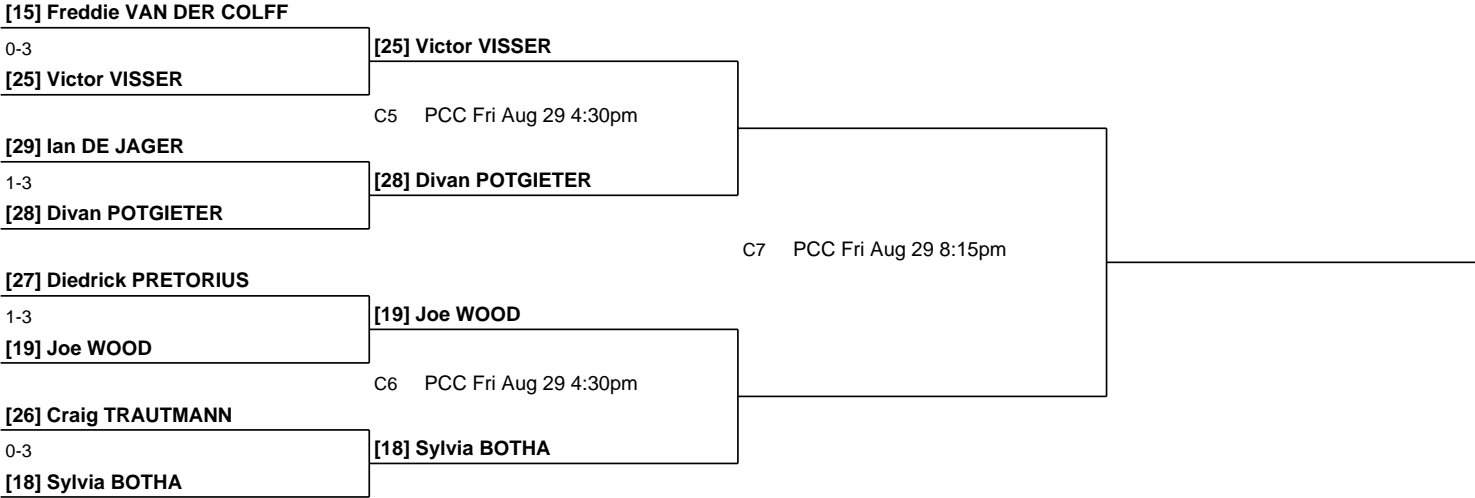 [15] Freddie VAN DER COLFF
0-3
[25] Victor VISSER
[25] Victor VISSER
C5 PCC Fri Aug 29 4:30pm
[29] Ian DE JAGER
1-3
[28] Divan POTGIETER
[28] Divan POTGIETER
C7 PCC Fri Aug 29 8:15pm
[27] Diedrick PRETORIUS
1-3
[19] Joe WOOD
[19] Joe WOOD
C6 PCC Fri Aug 29 4:30pm
[26] Craig TRAUTMANN
0-3
[18] Sylvia BOTHA
[18] Sylvia BOTHA